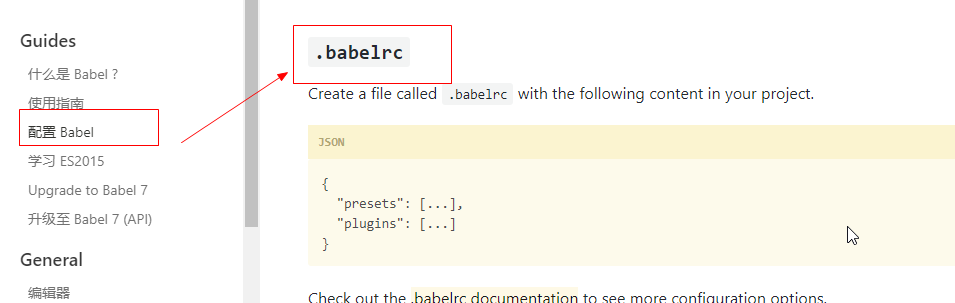 Guides
什么是 Babel ?
使用指南
配置 Babel
学习 ES2015
Upgrade to Babel 7
升级至 Babel 7 (API)
General
编辑器
.babelrc
Create a file called .babelrc with the following content in your project.
JSON
{
"presets": [...],
"plugins": [...]
}
Check out the .babelrc documentation to see more configuration options.